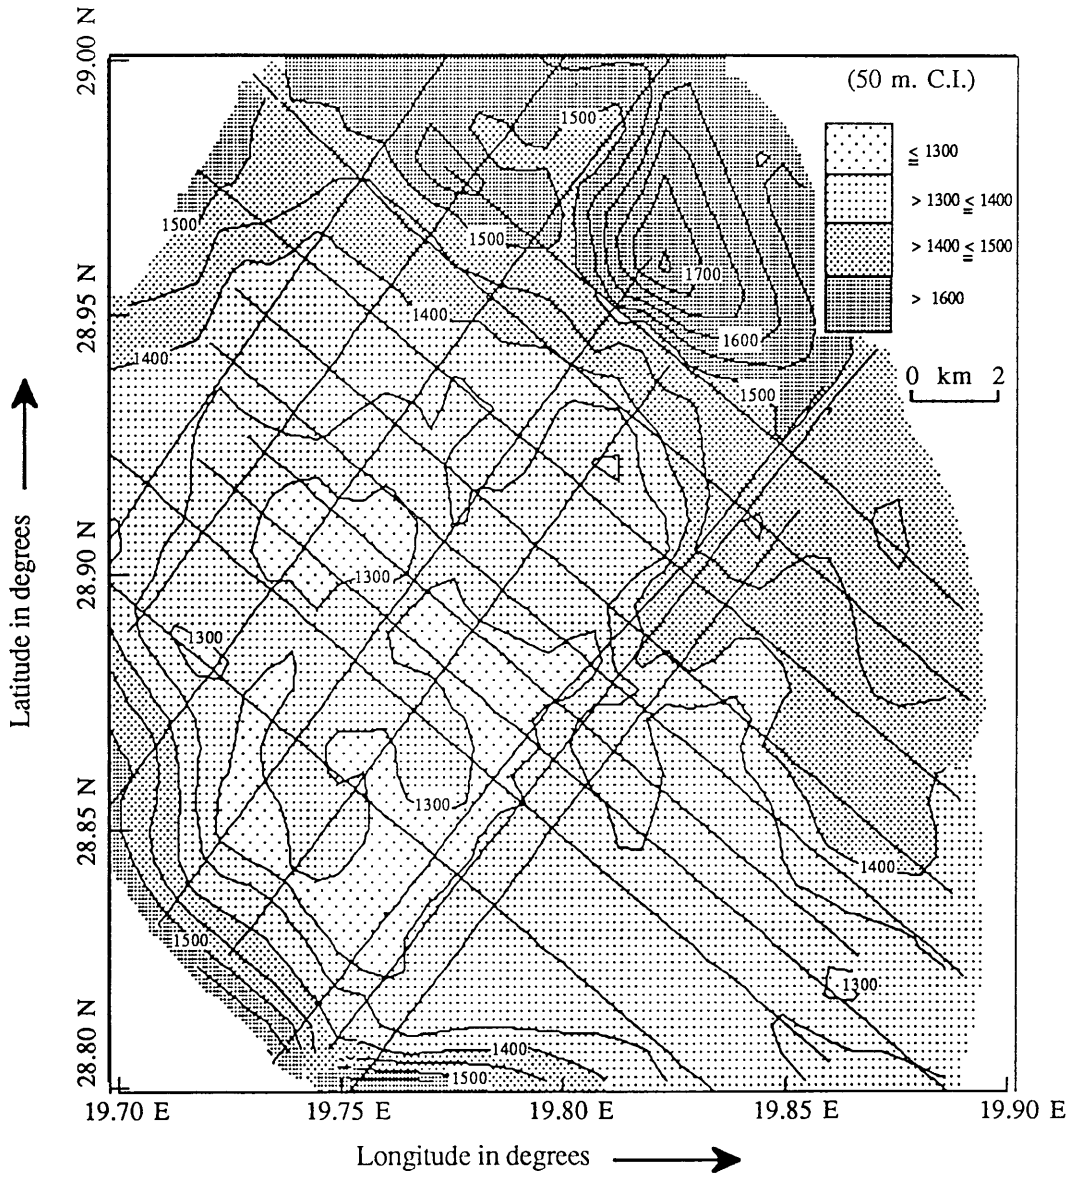 29.00 N
(50 m. C.I.)
≤ 1300
> 1300 ≤ 1400
> 1400 ≤ 1500
> 1600
0 km 2
1500
1500
1500
1700
28.95 N
1400
1600
1400
1500
28.90 N
1300
1300
Latitude in degrees
28.85 N
1300
1400
1500
1300
28.80 N
1400
1500
19.70 E 19.75 E 19.80 E 19.85 E 19.90 E
Longitude in degrees